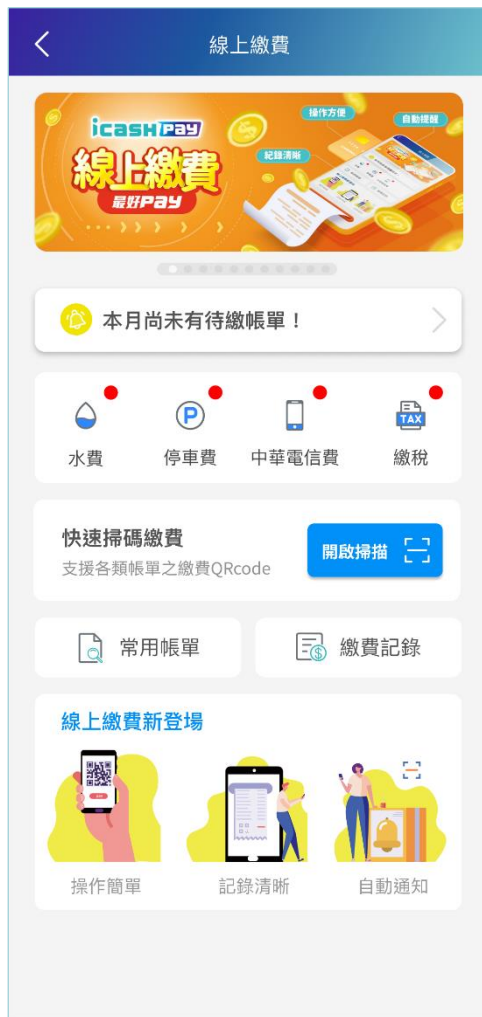 線上繳費
icash Pay
線上繳費
最好Pay
操作方便
自動提醒
紀錄清晰
本月尚未有待繳帳單！
P
TAX
水費
停車費
中華電信費
繳稅
快速掃碼繳費
支援各類帳單之繳費QRcode
開啟掃描
常用帳單
$
繳費記錄
線上繳費新登場
操作簡單
記錄清晰
自動通知